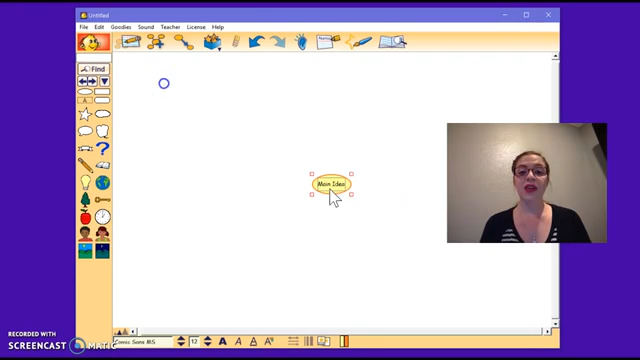 Untitled
File Edit Goodies Sound Teacher License Help
Find
A
?
Main Idea
Comic Sans MS
12
A A A
RECORDED WITH
SCREENCAST MATIC